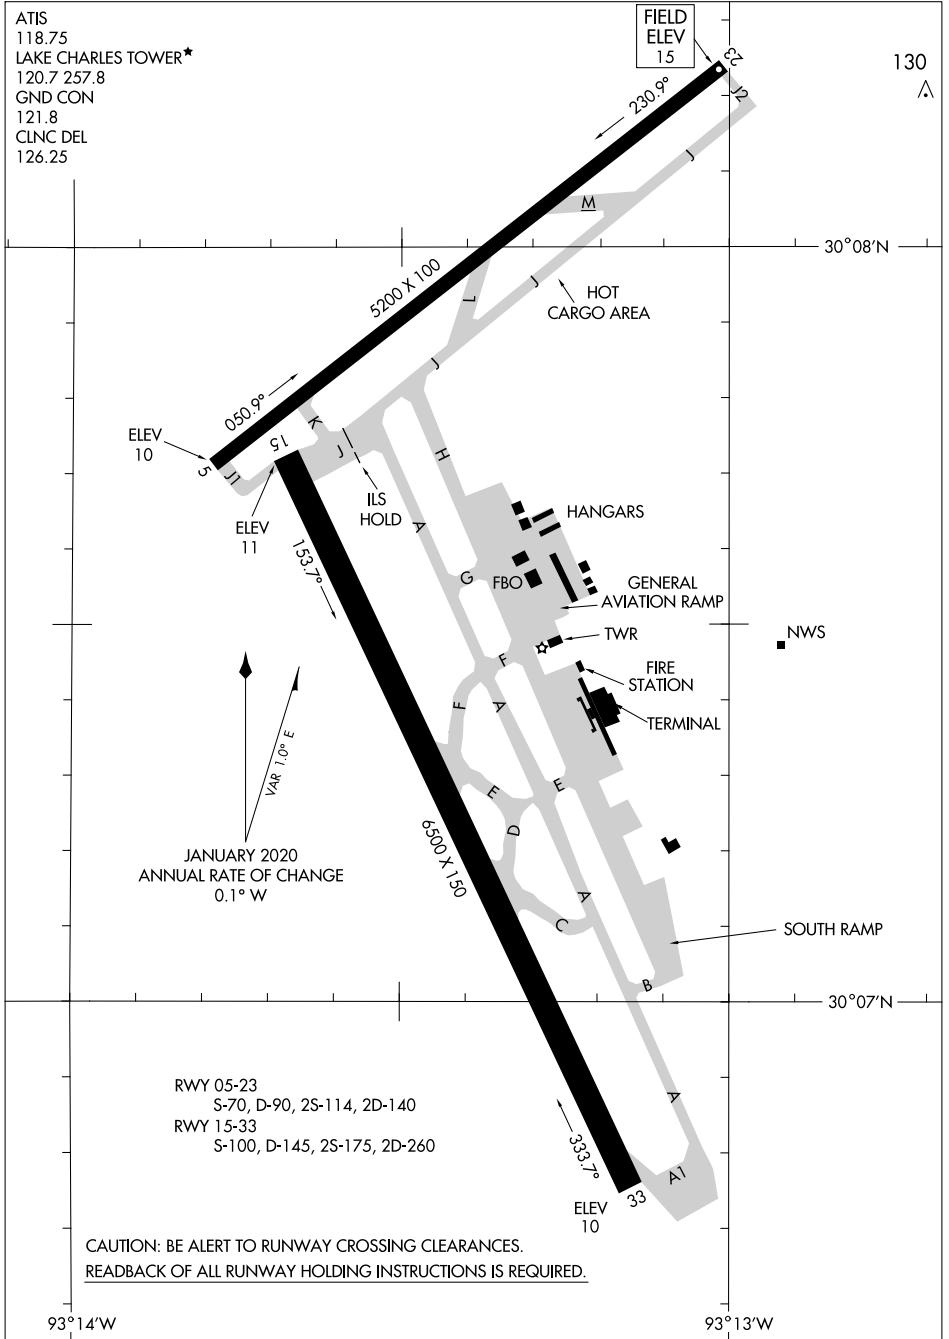 ATIS
118.75
LAKE CHARLES TOWER★
120.7 257.8
GND CON
121.8
CLNC DEL
126.25
FIELD
ELEV
15
23
130
J2
230.9°
J
M
30°08'N
5200 X 100
L
J
HOT
CARGO AREA
J
050.9°
K
15
ELEV
10
5
J1
J
H
ILS
HOLD
ELEV
11
A
HANGARS
153.7°
G
FBO
GENERAL
AVIATION RAMP
TWR
NWS
F
FIRE
STATION
F
A
TERMINAL
VAR 1.0° E
E
E
D
6500 X 150
JANUARY 2020
ANNUAL RATE OF CHANGE
0.1° W
A
C
SOUTH RAMP
B
30°07'N
RWY 05-23
S-70, D-90, 2S-114, 2D-140
RWY 15-33
S-100, D-145, 2S-175, 2D-260
A
333.7°
A1
33
ELEV
10
CAUTION: BE ALERT TO RUNWAY CROSSING CLEARANCES.
READBACK OF ALL RUNWAY HOLDING INSTRUCTIONS IS REQUIRED.
93°14'W
93°13'W